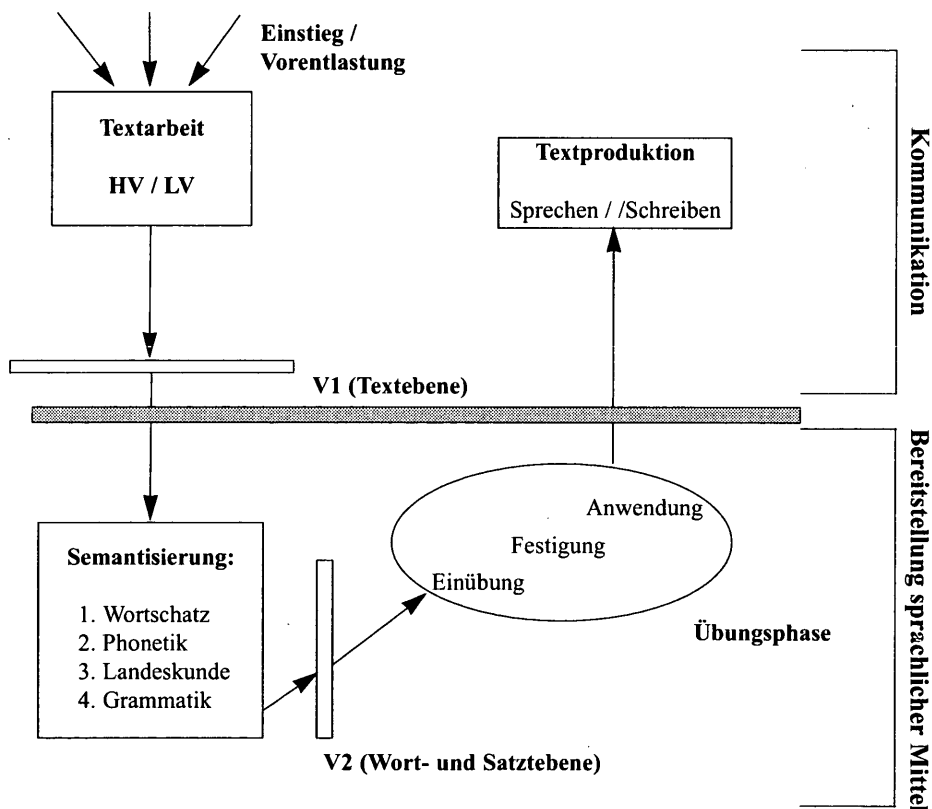 Einstieg /
Vorentlastung
Textarbeit
HV / LV
Textproduktion
Sprechen / /Schreiben
Kommunikation
V1 (Textebene)
Semantisierung:
1. Wortschatz
2. Phonetik
3. Landeskunde
4. Grammatik
Anwendung
Festigung
Einübung
Übungsphase
V2 (Wort- und Satztebene)
Bereitstellung sprachlicher Mittel